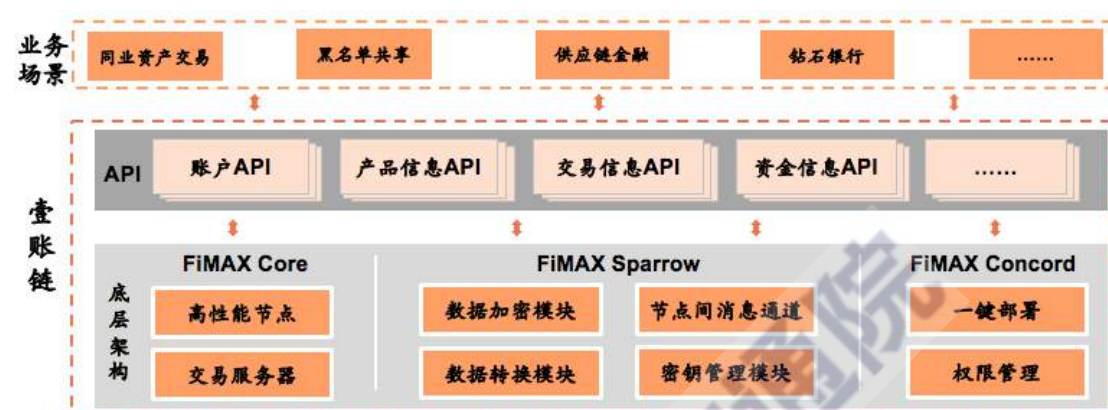 业务
场景
同业资产交易
黑名单共享
供应链金融
钻石银行
......
壹
账
链
API
账户API
产品信息API
交易信息API
资金信息API
......
底
层
架
构
FiMAX Core
高性能节点
交易服务器
FiMAX Sparrow
数据加密模块
节点间消息通道
数据转换模块
密钥管理模块
FiMAX Concord
一键部署
权限管理
通院